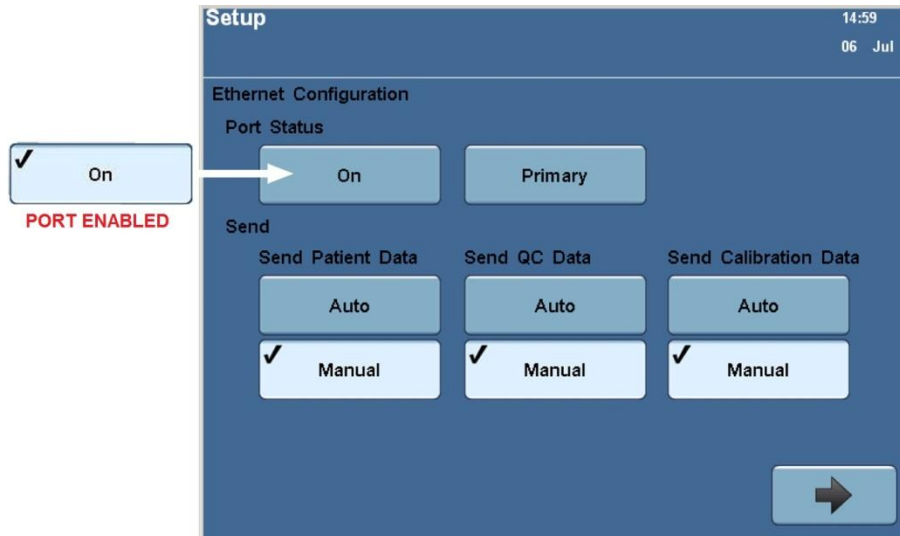 Setup
14:59
06 Jul
Ethernet Configuration
Port Status
On
On
Primary
PORT ENABLED
Send
Send Patient Data
Send QC Data
Send Calibration Data
Auto
Auto
Auto
Manual
Manual
Manual